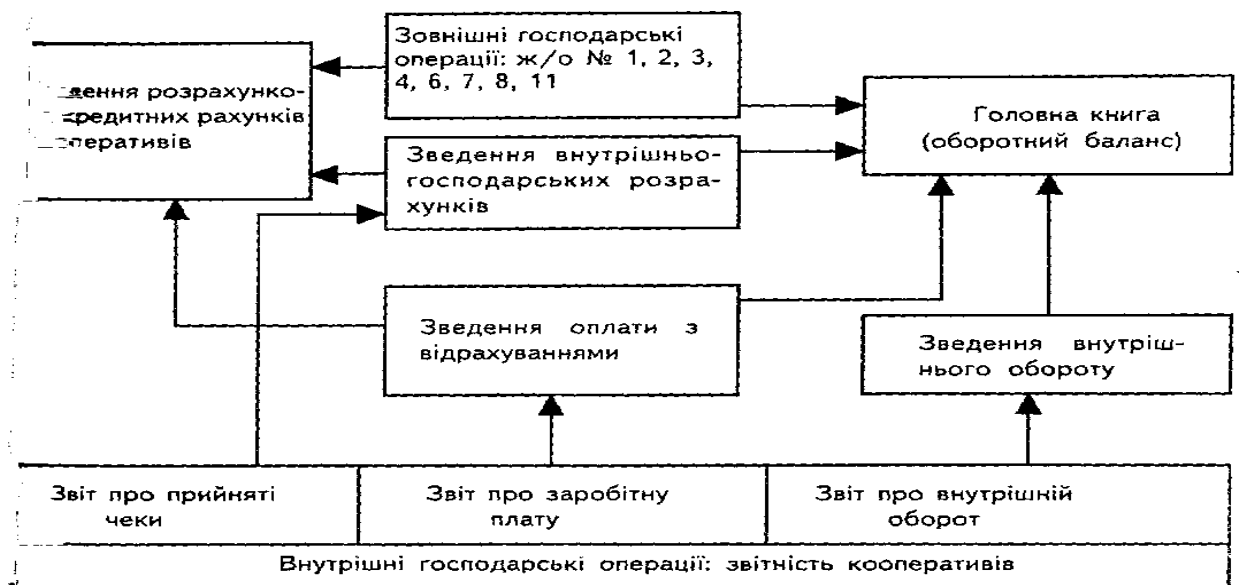 Зовнішні господарські
операції: ж/о № 1, 2, 3,
4, 6, 7, 8, 11
розрахунко-
кредитних рахунків
Головна книга
(оборотний баланс)
Зведення внутрішньо-
господарських розра-
хунків
Зведення оплати з
відрахуваннями
Зведення внутріш-
нього обороту
Звіт про прийняті
чеки
Звіт про заробітну
плату
Звіт про внутрішній
оборот
Внутрішні господарські операції: звітність кооперативів